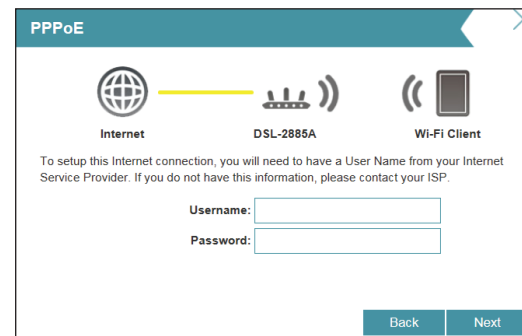 PPPoE
Internet
DSL-2885A
Wi-Fi Client
To setup this Internet connection, you will need to have a User Name from your Internet
Service Provider. If you do not have this information, please contact your ISP.
Username:
Password:
Back
Next